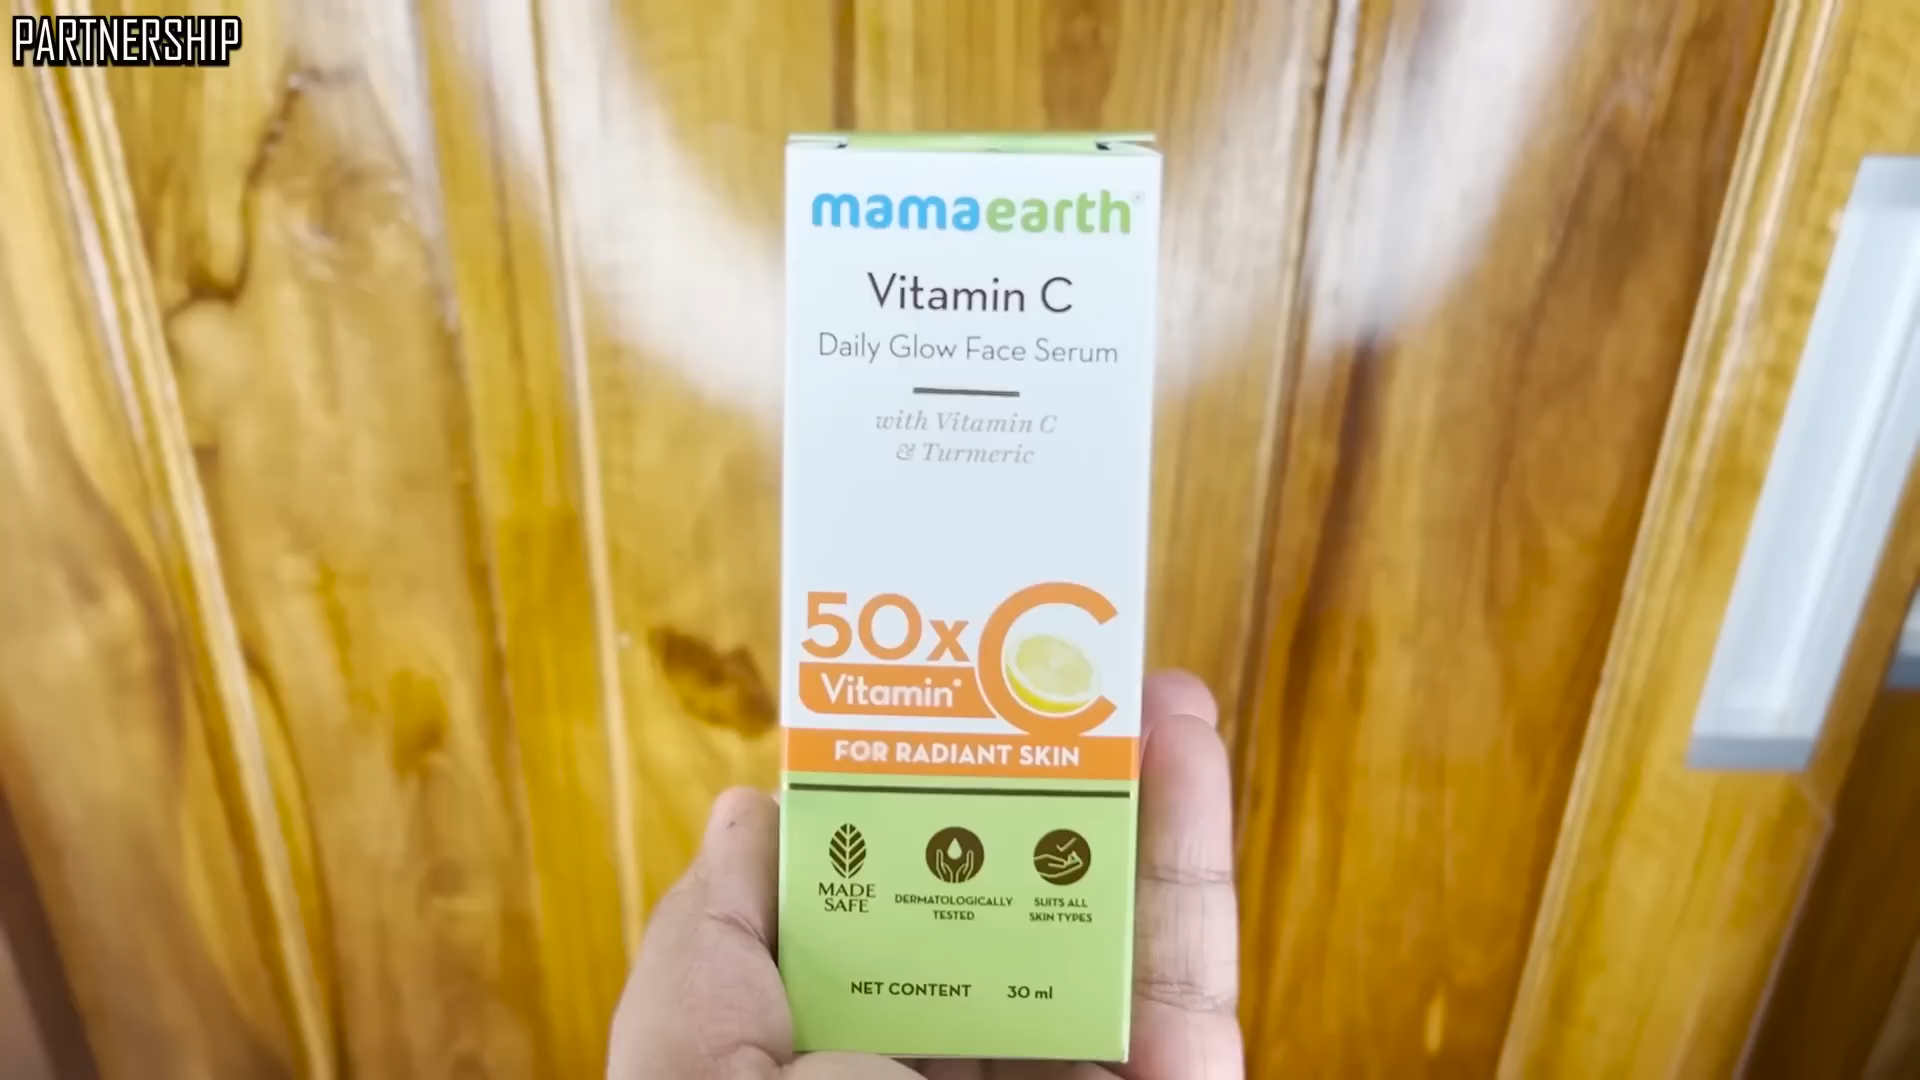 PARTNERSHIP
mamaearth®
Vitamin C
Daily Glow Face Serum
with Vitamin C
& Turmeric
50x
Vitamin* C
FOR RADIANT SKIN
MADE
SAFE
DERMATOLOGICALLY
TESTED
SUITS ALL
SKIN TYPES
NET CONTENT 30 ml